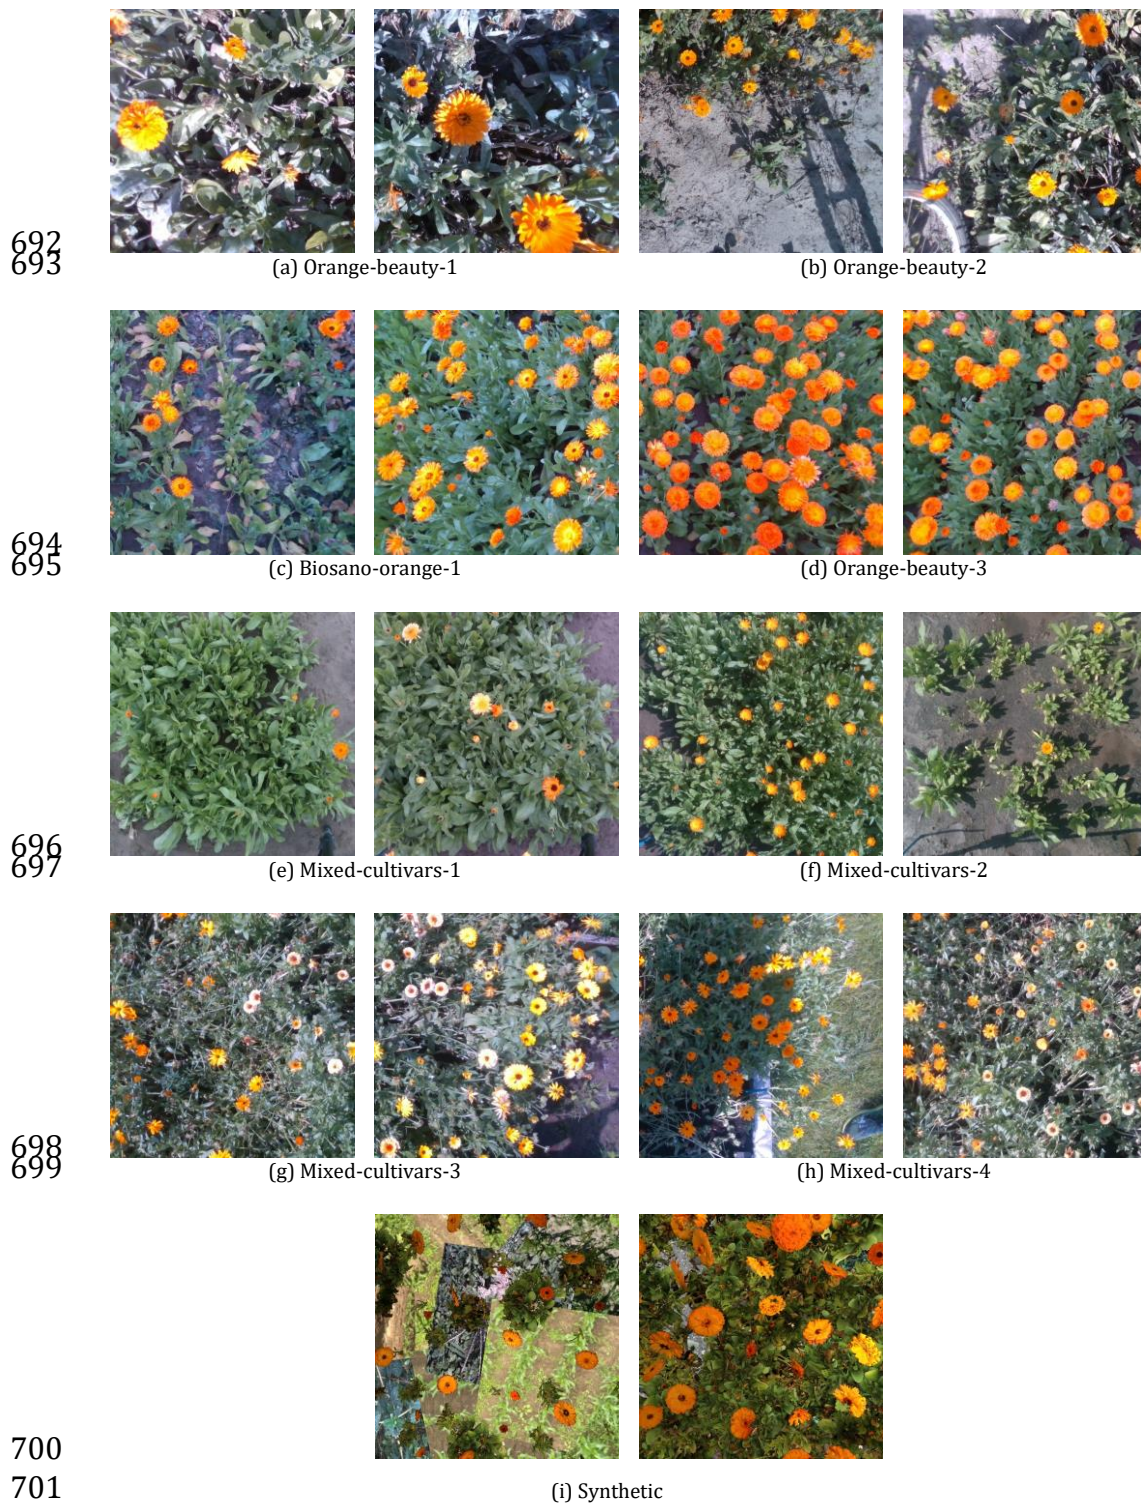 692
693
(a) Orange-beauty-1
(b) Orange-beauty-2
694
695
(c) Biosano-orange-1
(d) Orange-beauty-3
696
697
(e) Mixed-cultivars-1
(f) Mixed-cultivars-2
698
699
(g) Mixed-cultivars-3
(h) Mixed-cultivars-4
700
701
(i) Synthetic